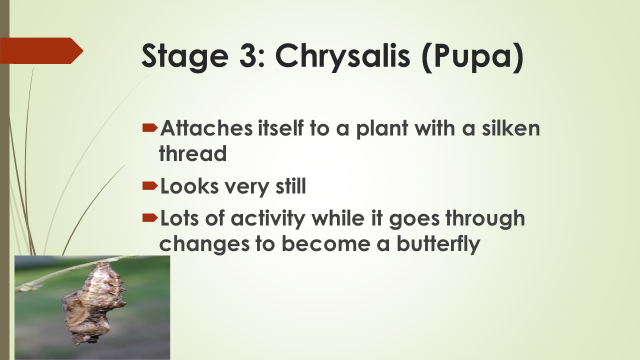 Stage 3: Chrysalis (Pupa)
Attaches itself to a plant with a silken
thread
Looks very still
Lots of activity while it goes through
changes to become a butterfly